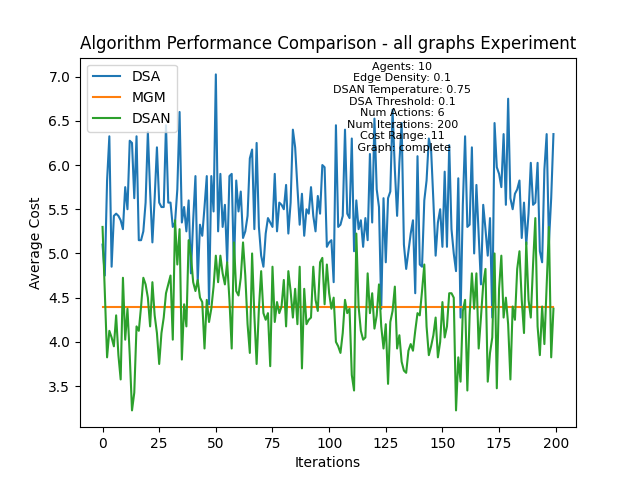 Algorithm Performance Comparison - all graphs Experiment
DSA
MGM
DSAN
Agents: 10
Edge Density: 0.1
DSAN Temperature: 0.75
DSA Threshold: 0.1
Num Actions: 6
Num Iterations: 200
Cost Range: 11
Graph: complete
Average Cost
7.0
6.5
6.0
5.5
5.0
4.5
4.0
3.5
0 25 50 75 100 125 150 175 200
Iterations